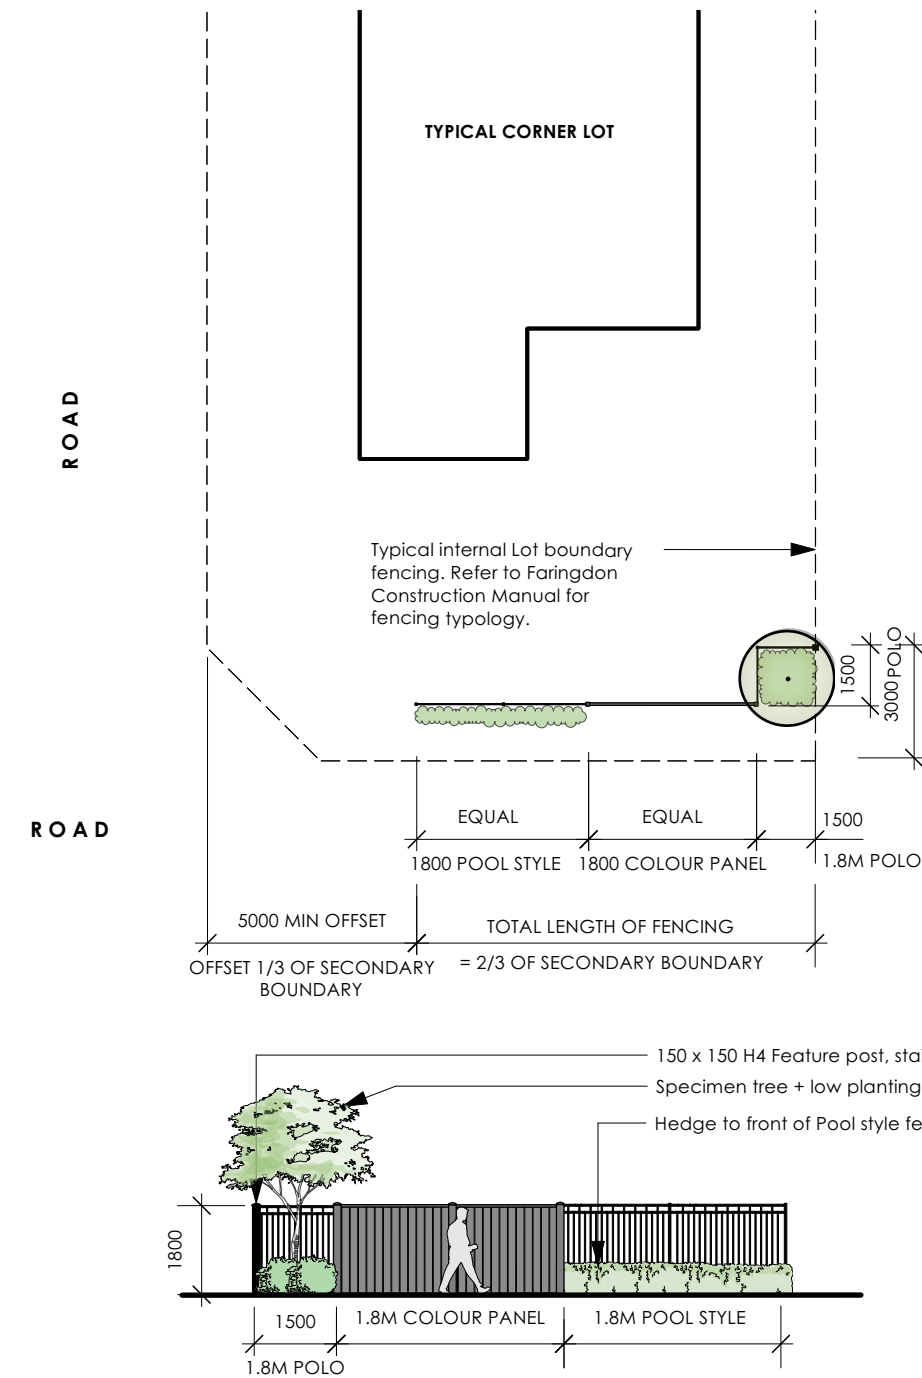 TYPICAL CORNER LOT
ROAD
Typical internal Lot boundary
fencing. Refer to Faringdon
Construction Manual for
fencing typology.
1500
3000 POLO
ROAD
EQUAL
EQUAL
1500
1800 POOL STYLE
1800 COLOUR PANEL
1.8M POLO
5000 MIN OFFSET
TOTAL LENGTH OF FENCING
OFFSET 1/3 OF SECONDARY
BOUNDARY
= 2/3 OF SECONDARY BOUNDARY
150 x 150 H4 Feature post, stai
Specimen tree + low planting
Hedge to front of Pool style fe
1800
1500
1.8M COLOUR PANEL
1.8M POOL STYLE
1.8M POLO